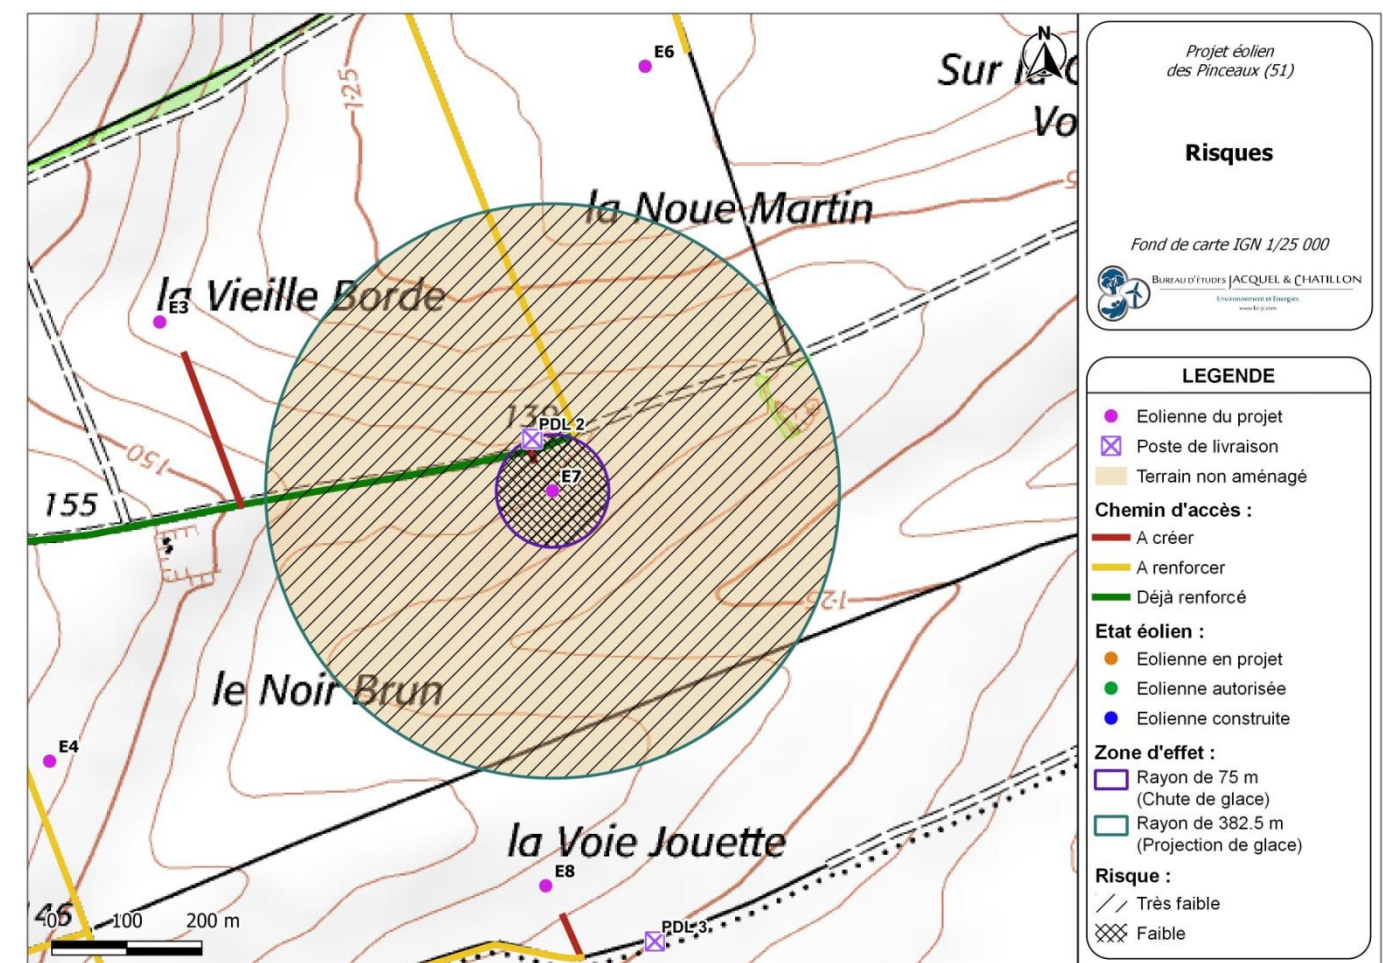 E6
Sur la
Vo
N
125
la Noue Martin
la Vieille Borde
E3
139
PDL 2
E7
150
155
125
le Noir Brun
E4
la Voie Jouette
E8
PDL 3
0 100 200 m
Projet éolien
des Pinceaux (51)
Risques
Fond de carte IGN 1/25 000
BUREAU D'ÉTUDES JACQUEL & CHATILLON
Environnement et Energies
LEGENDE
Eolienne du projet
Poste de livraison
Terrain non aménagé
Chemin d'accès :
A créer
A renforcer
Déjà renforcé
Etat éolien :
Eolienne en projet
Eolienne autorisée
Eolienne construite
Zone d'effet :
Rayon de 75 m
(Chute de glace)
Rayon de 382.5 m
(Projection de glace)
Risque :
Très faible
Faible